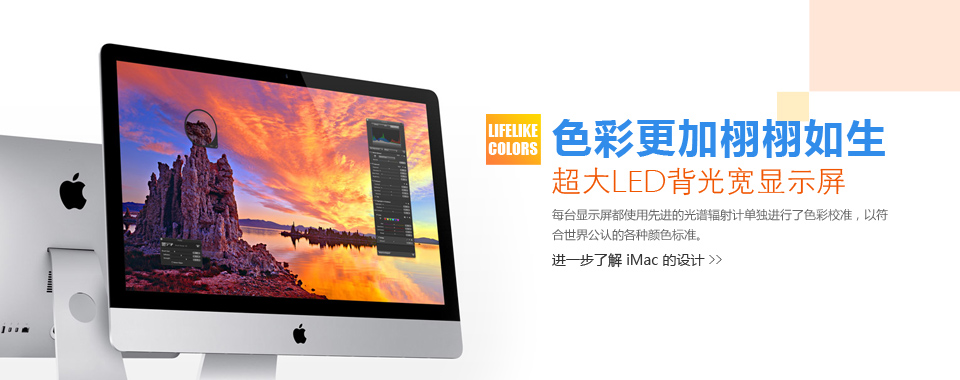 LIFELIKE
COLORS
色彩更加栩栩如生
超大LED背光宽显示屏
每台显示屏都使用先进的光谱辐射计单独进行了色彩校准，以符
合世界公认的各种颜色标准。
进一步了解 iMac 的设计 >>